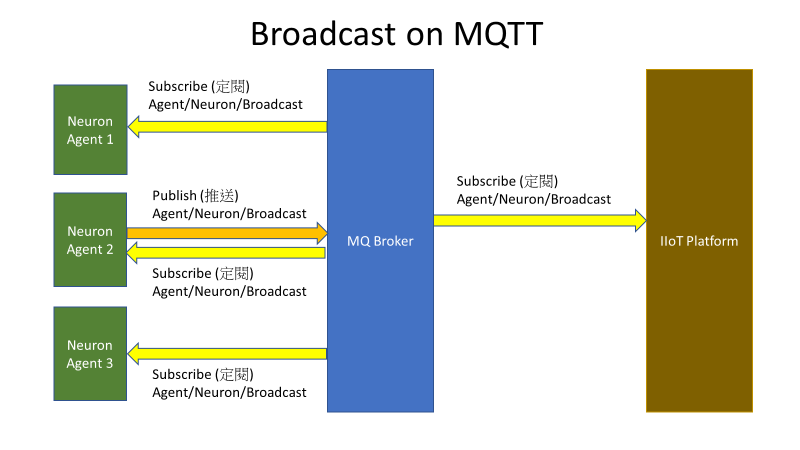 Broadcast on MQTT
Subscribe (定閱)
Agent/Neuron/Broadcast
Neuron
Agent 1
Publish (推送)
Agent/Neuron/Broadcast
Neuron
Agent 2
Subscribe (定閱)
Agent/Neuron/Broadcast
Neuron
Agent 3
Subscribe (定閱)
Agent/Neuron/Broadcast
MQ Broker
Subscribe (定閱)
Agent/Neuron/Broadcast
IIoT Platform